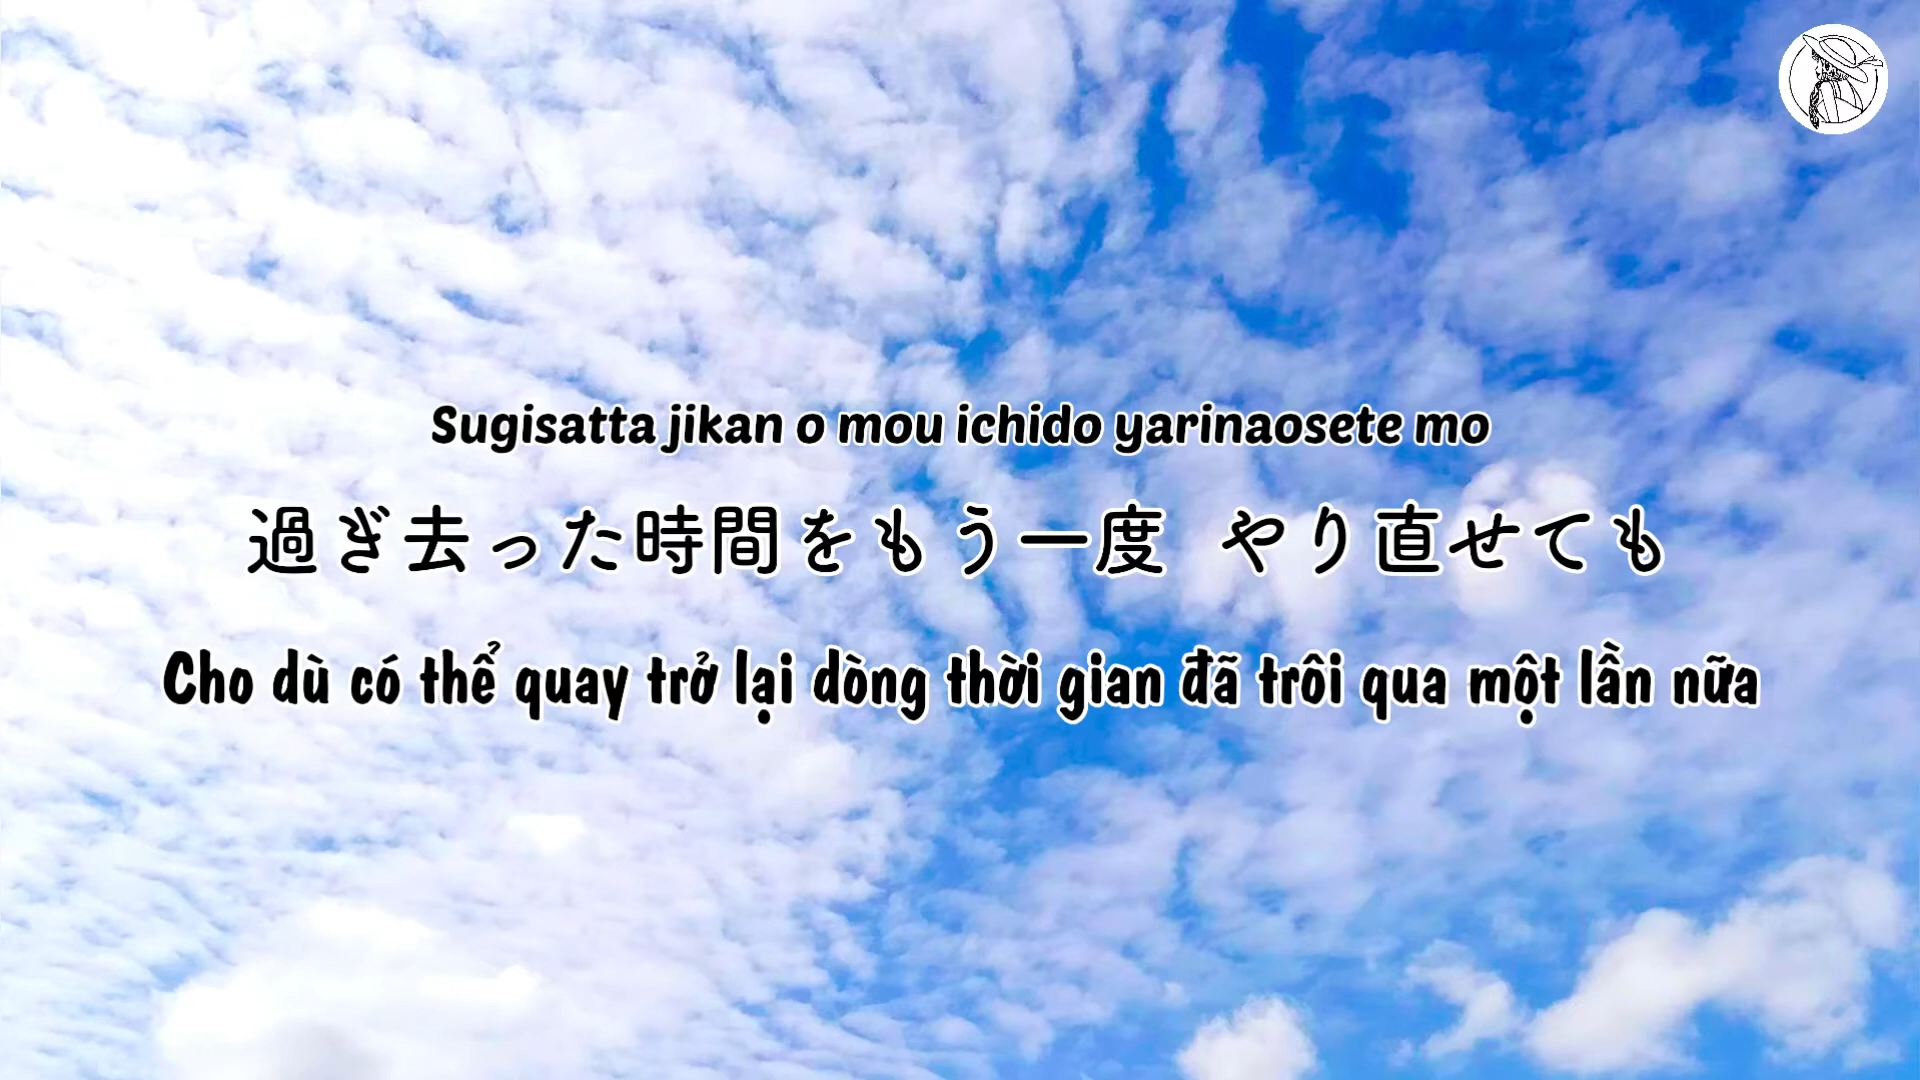 Sugisatta jikan o mou ichido yarinaosete mo
過ぎ去った時間をもう一度 やり直せても
Cho dù có thể quay trở lại dòng thời gian đã trôi qua một lần nữa